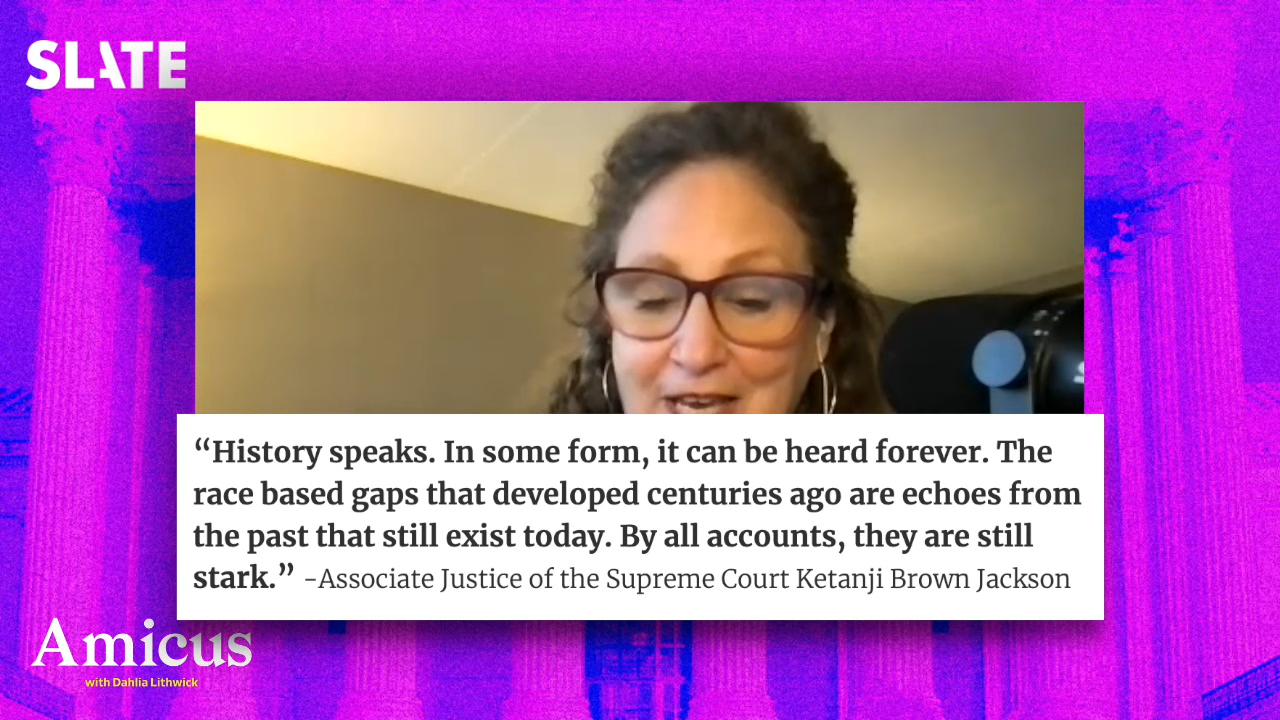 SLATE
“History speaks. In some form, it can be heard forever. The
race based gaps that developed centuries ago are echoes from
the past that still exist today. By all accounts, they are still
stark.” –Associate Justice of the Supreme Court Ketanji Brown Jackson
Amicus
with Dahlia Lithwick